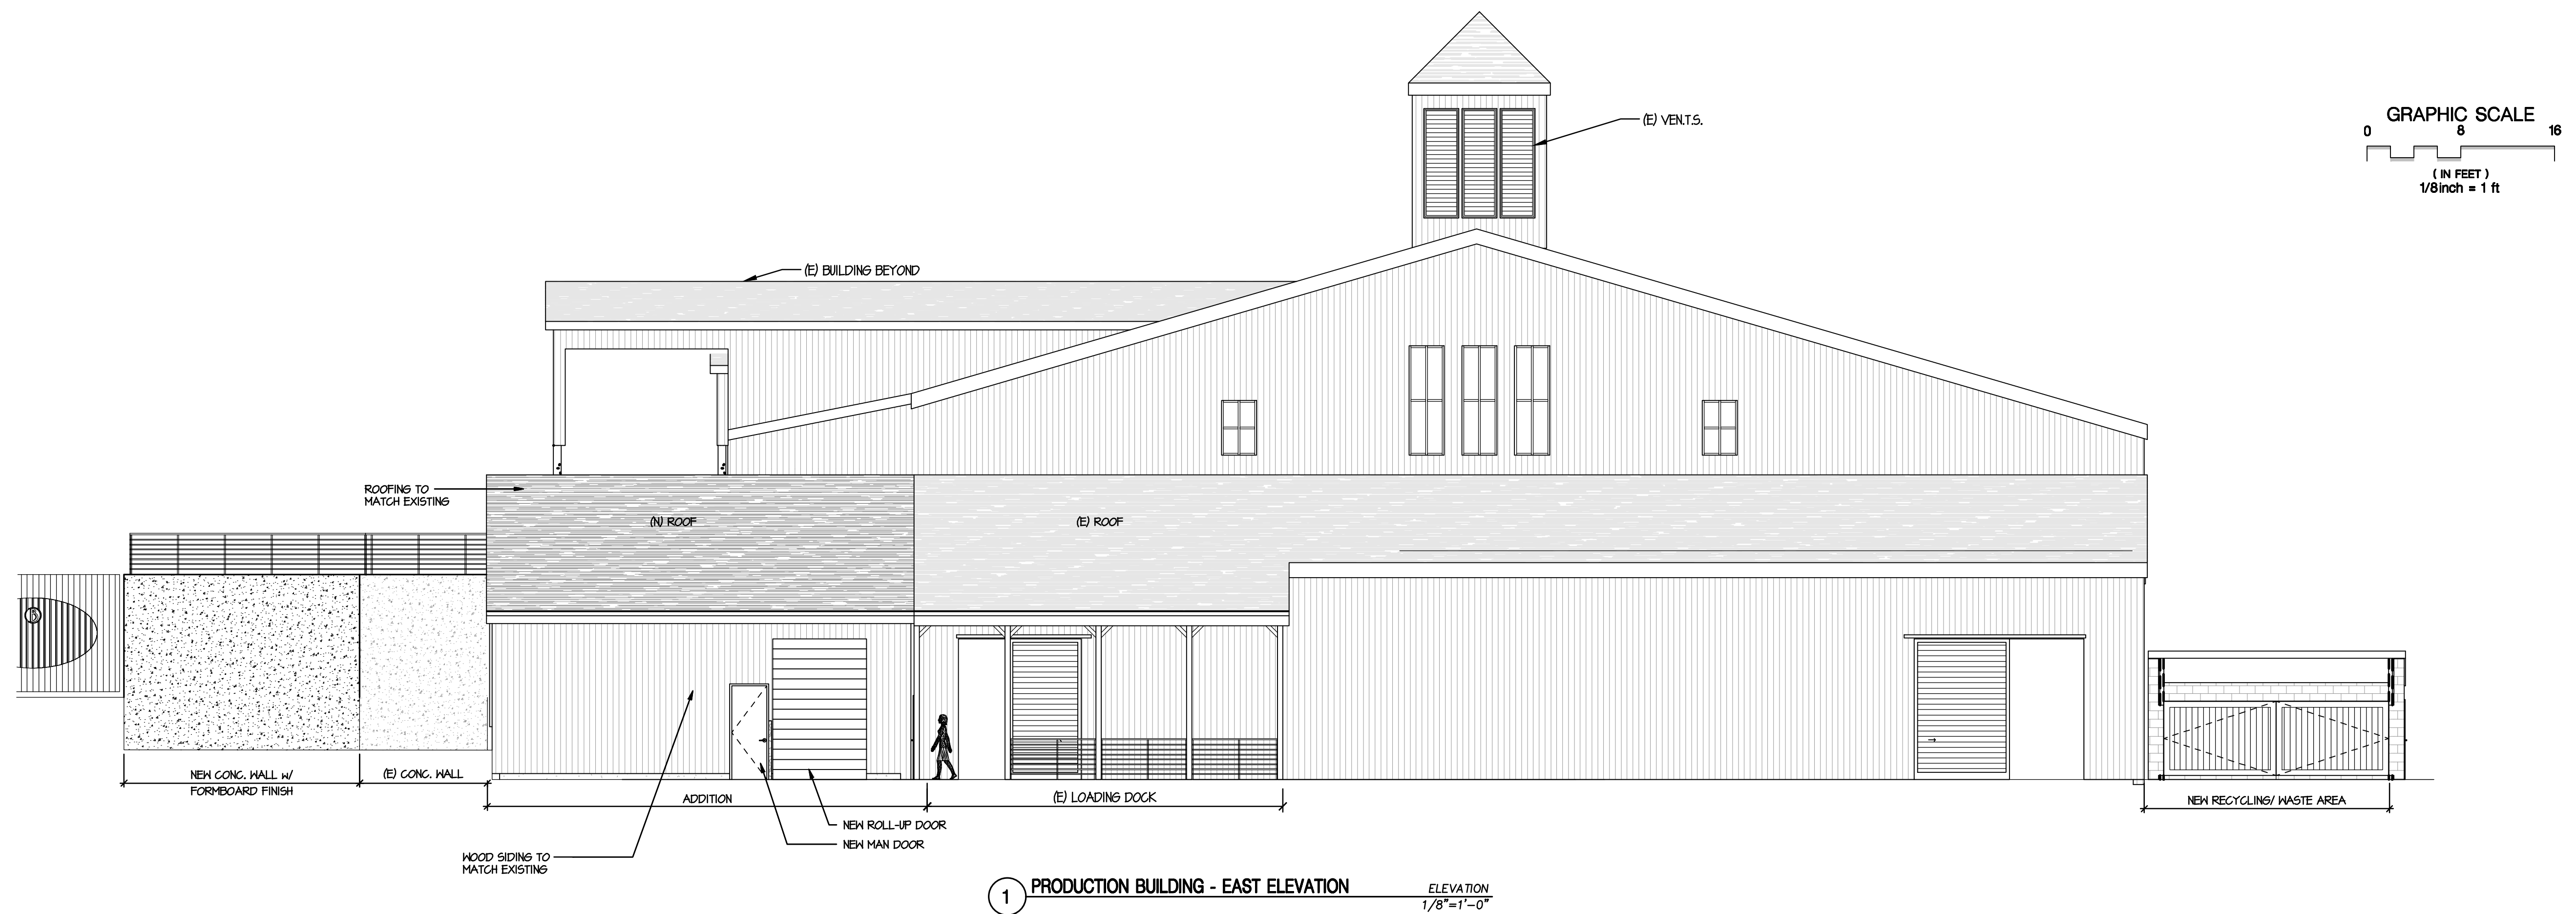 GRAPHIC SCALE
0 8 16
( IN FEET )
1/8inch = 1 ft
(E) VEN.T.S.
(E) BUILDING BEYOND
ROOFING TO
MATCH EXISTING
(N) ROOF
(E) ROOF
NEW CONC. WALL W/
FORMBOARD FINISH
(E) CONC. WALL
ADDITION
(E) LOADING DOCK
NEW RECYCLING/ WASTE AREA
NEW ROLL-UP DOOR
NEW MAN DOOR
WOOD SIDING TO
MATCH EXISTING
1 PRODUCTION BUILDING - EAST ELEVATION
ELEVATION
1/8"=1'-0"